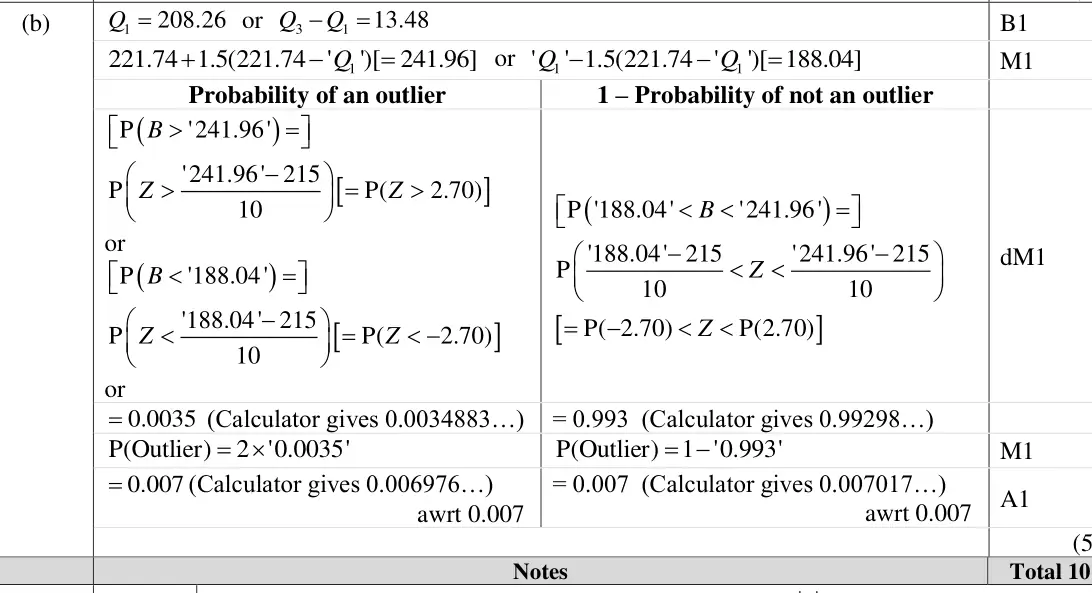 (b) Q₁ = 208.26 or Q₃ − Q₁ = 13.48 B1
221.74 + 1.5(221.74 − 'Q₁')[= 241.96] or 'Q₁' − 1.5(221.74 − 'Q₁')[= 188.04] M1
Probability of an outlier 1 – Probability of not an outlier
[P(B > '241.96') =]
P(Z > ('241.96' − 215)/10) [= P(Z > 2.70)]
or
[P(B < '188.04') =]
P(Z < ('188.04' − 215)/10) [= P(Z < −2.70)]
or
[P('188.04' < B < '241.96') =]
P(('188.04' − 215)/10 < Z < ('241.96' − 215)/10)
[= P(−2.70) < Z < P(2.70)]
dM1
= 0.0035 (Calculator gives 0.0034883…) = 0.993 (Calculator gives 0.99298…)
P(Outlier) = 2 × '0.0035' P(Outlier) = 1 − '0.993' M1
= 0.007 (Calculator gives 0.006976…) = 0.007 (Calculator gives 0.007017…) A1
awrt 0.007 awrt 0.007
(5
Notes Total 10